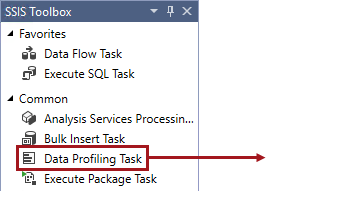 SSIS Toolbox
Favorites
Data Flow Task
Execute SQL Task
Common
Analysis Services Processin...
Bulk Insert Task
Data Profiling Task
Execute Package Task